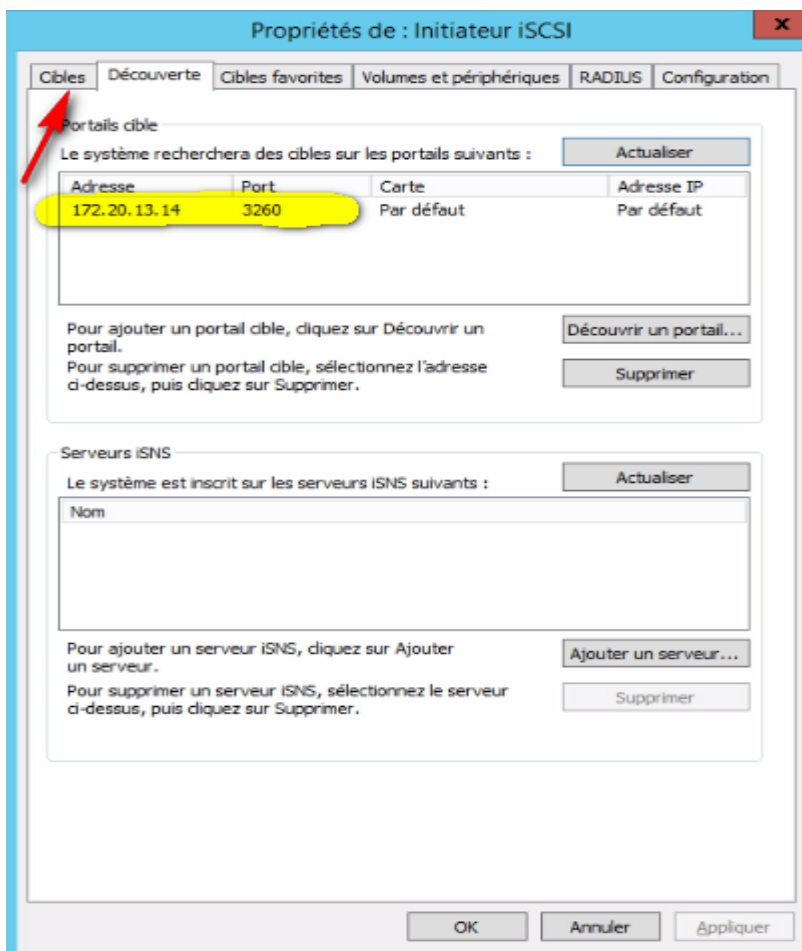 Propriétés de : Initiateur iSCSI
x
Cibles Découverte Cibles favorites Volumes et périphériques RADIUS Configuration
Portails cible
Le système recherchera des cibles sur les portails suivants : Actualiser
Adresse Port Carte Adresse IP
172.20.13.14 3260 Par défaut Par défaut
Pour ajouter un portail cible, cliquez sur Découvrir un
portail.
Découvrir un portail...
Pour supprimer un portail cible, sélectionnez l'adresse
ci-dessus, puis cliquez sur Supprimer.
Supprimer
Serveurs iSNS
Le système est inscrit sur les serveurs iSNS suivants : Actualiser
Nom
Pour ajouter un serveur iSNS, cliquez sur Ajouter
un serveur.
Ajouter un serveur...
Pour supprimer un serveur iSNS, sélectionnez le serveur
ci-dessus, puis cliquez sur Supprimer.
Supprimer
OK Annuler Appliquer